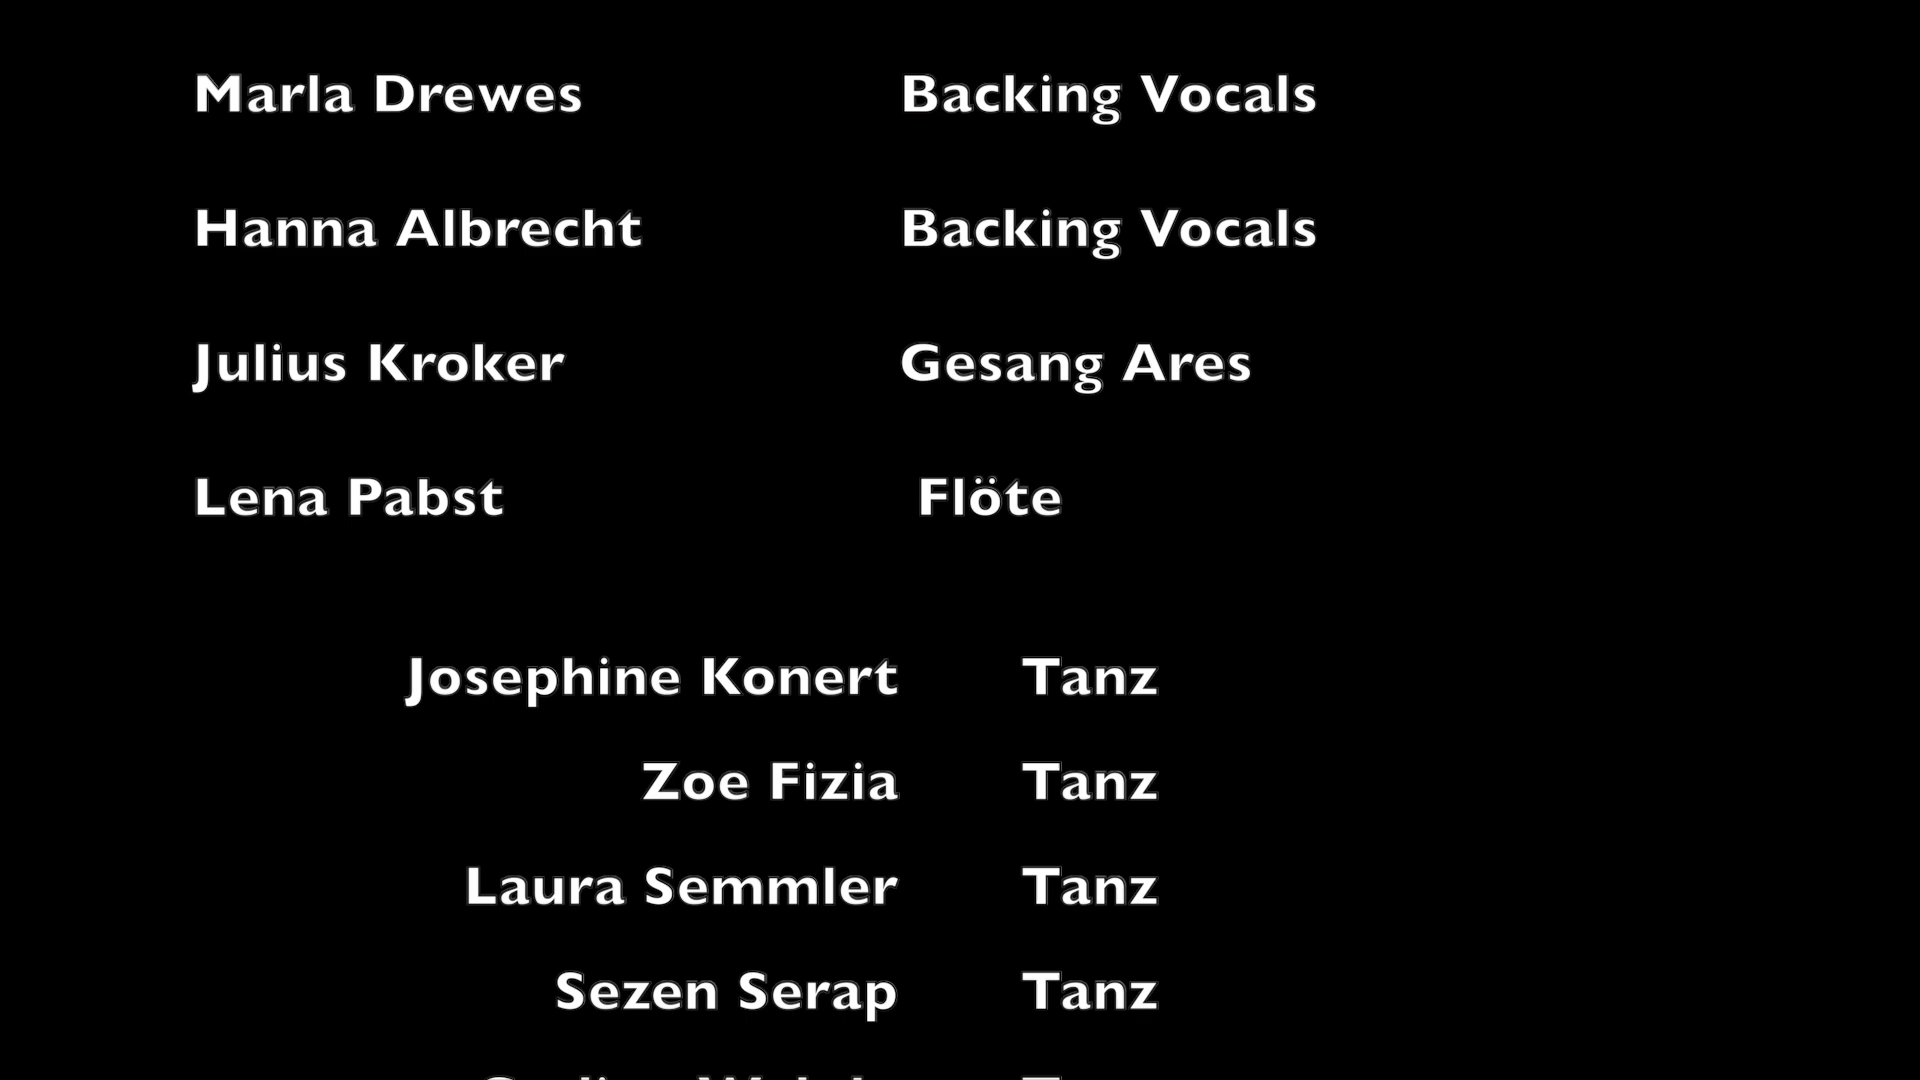 Marla Drewes Backing Vocals
Hanna Albrecht Backing Vocals
Julius Kroker Gesang Ares
Lena Pabst Flöte
Josephine Konert Tanz
Zoe Fizia Tanz
Laura Semmler Tanz
Sezen Serap Tanz